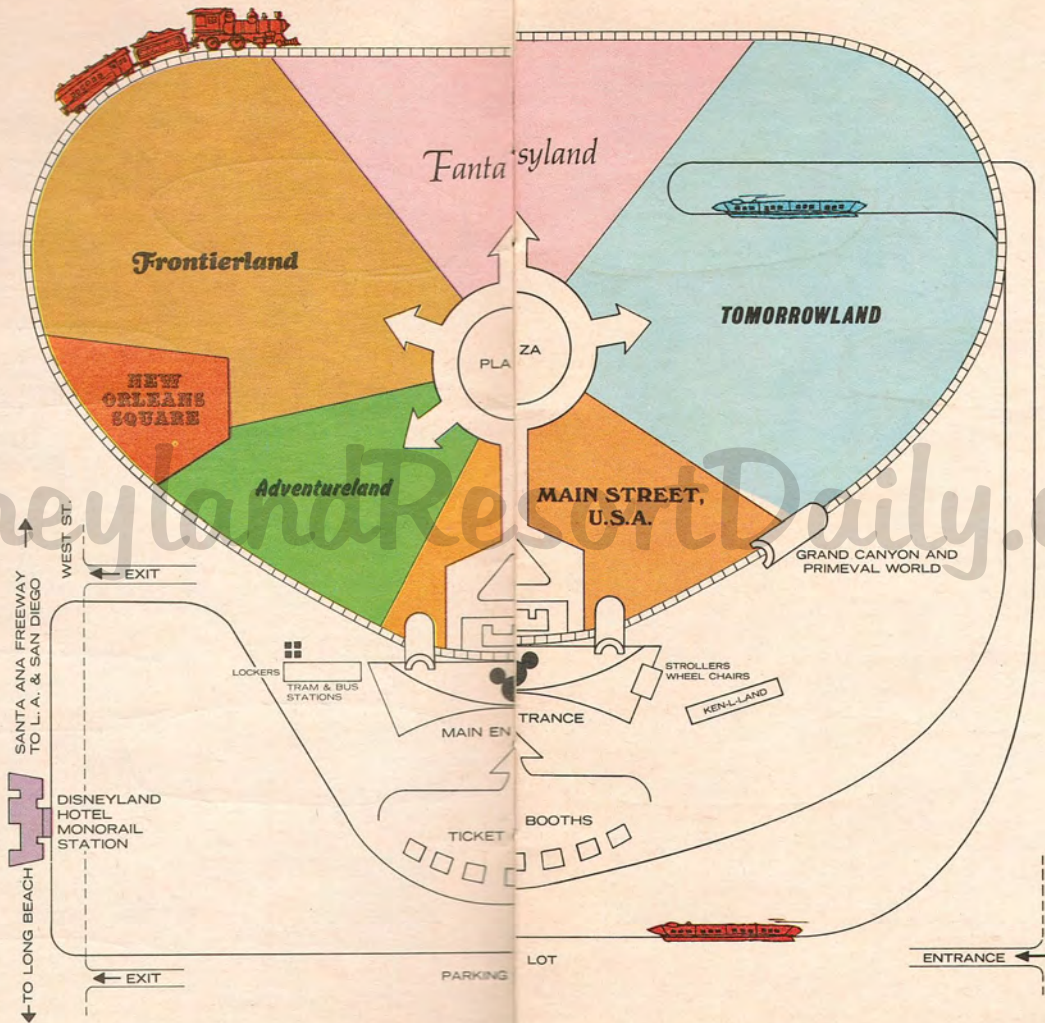 Fantasyland
Frontierland
TOMORROWLAND
PLAZA
NEW
ORLEANS
SQUARE
Adventureland
MAIN STREET,
U.S.A.
neylandResortDaily.c
GRAND CANYON AND
PRIMEVAL WORLD
WEST ST.
SANTA ANA FREEWAY
TO L. A. & SAN DIEGO
EXIT
LOCKERS
TRAM & BUS
STATIONS
STROLLERS
WHEEL CHAIRS
KEN-L-LAND
MAIN ENTRANCE
DISNEYLAND
HOTEL
MONORAIL
STATION
TICKET BOOTHS
TO LONG BEACH
EXIT
PARKING LOT
ENTRANCE